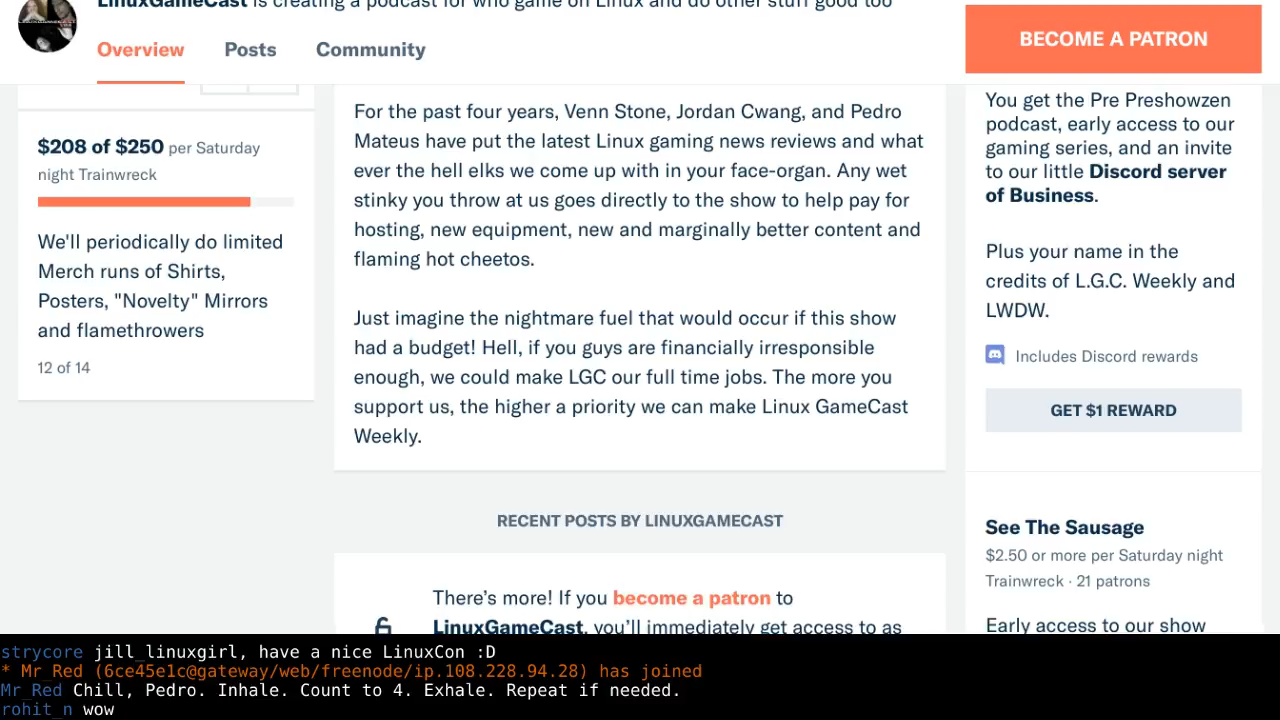 LinuxGameCast is creating a podcast for who game on Linux and do other stuff good too
Overview Posts Community
BECOME A PATRON
$208 of $250 per Saturday
night Trainwreck
We'll periodically do limited
Merch runs of Shirts,
Posters, "Novelty" Mirrors
and flamethrowers
12 of 14
For the past four years, Venn Stone, Jordan Cwang, and Pedro
Mateus have put the latest Linux gaming news reviews and what
ever the hell elks we come up with in your face-organ. Any wet
stinky you throw at us goes directly to the show to help pay for
hosting, new equipment, new and marginally better content and
flaming hot cheetos.
Just imagine the nightmare fuel that would occur if this show
had a budget! Hell, if you guys are financially irresponsible
enough, we could make LGC our full time jobs. The more you
support us, the higher a priority we can make Linux GameCast
Weekly.
RECENT POSTS BY LINUXGAMECAST
There's more! If you become a patron to
LinuxGameCast, you'll immediately get access to as
You get the Pre Preshowzen
podcast, early access to our
gaming series, and an invite
to our little Discord server
of Business.
Plus your name in the
credits of L.G.C. Weekly and
LWDW.
Includes Discord rewards
GET $1 REWARD
See The Sausage
$2.50 or more per Saturday night
Trainwreck · 21 patrons
Early access to our show
strycore jill_linuxgirl, have a nice LinuxCon :D
* Mr_Red (6ce45e1c@gateway/web/freenode/ip.108.228.94.28) has joined
Mr_Red Chill, Pedro. Inhale. Count to 4. Exhale. Repeat if needed.
rohit_n wow